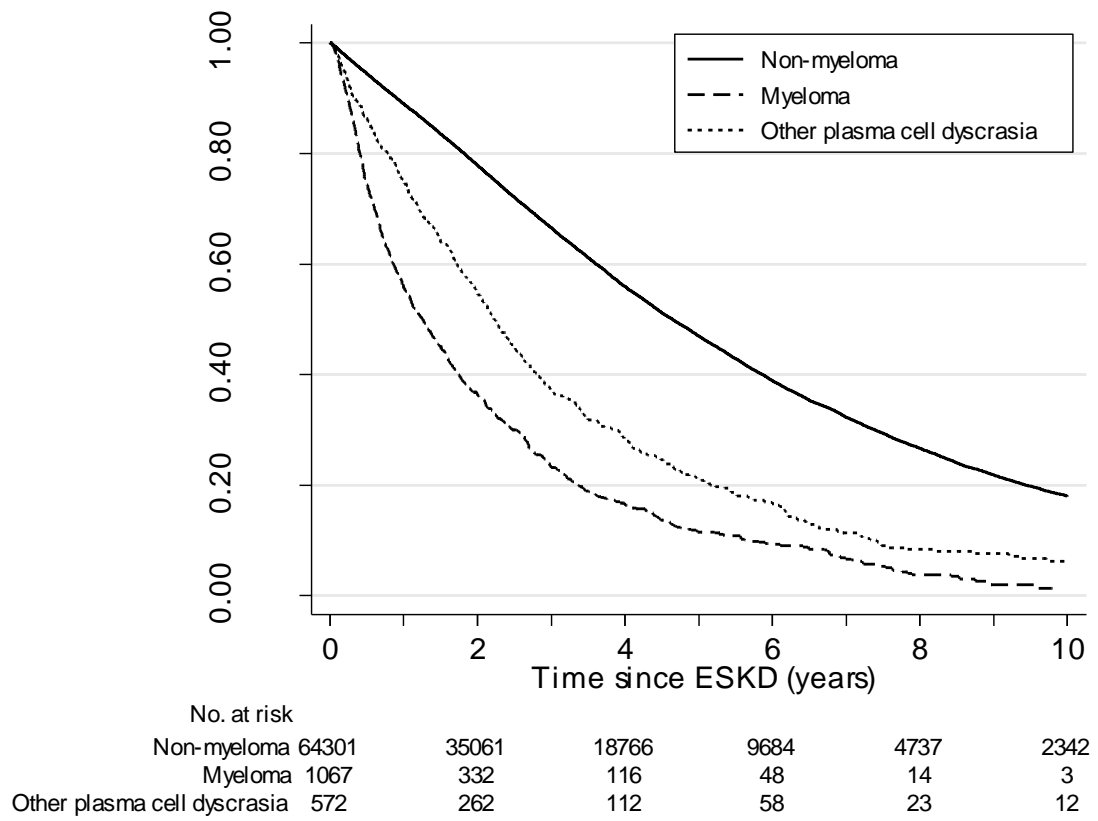 1.00
0.80
0.60
0.40
0.20
0.00
Non-myeloma
Myeloma
Other plasma cell dyscrasia
0 2 4 6 8 10
Time since ESKD (years)
No. at risk
Non-myeloma 64301 35061 18766 9684 4737 2342
Myeloma 1067 332 116 48 14 3
Other plasma cell dyscrasia 572 262 112 58 23 12